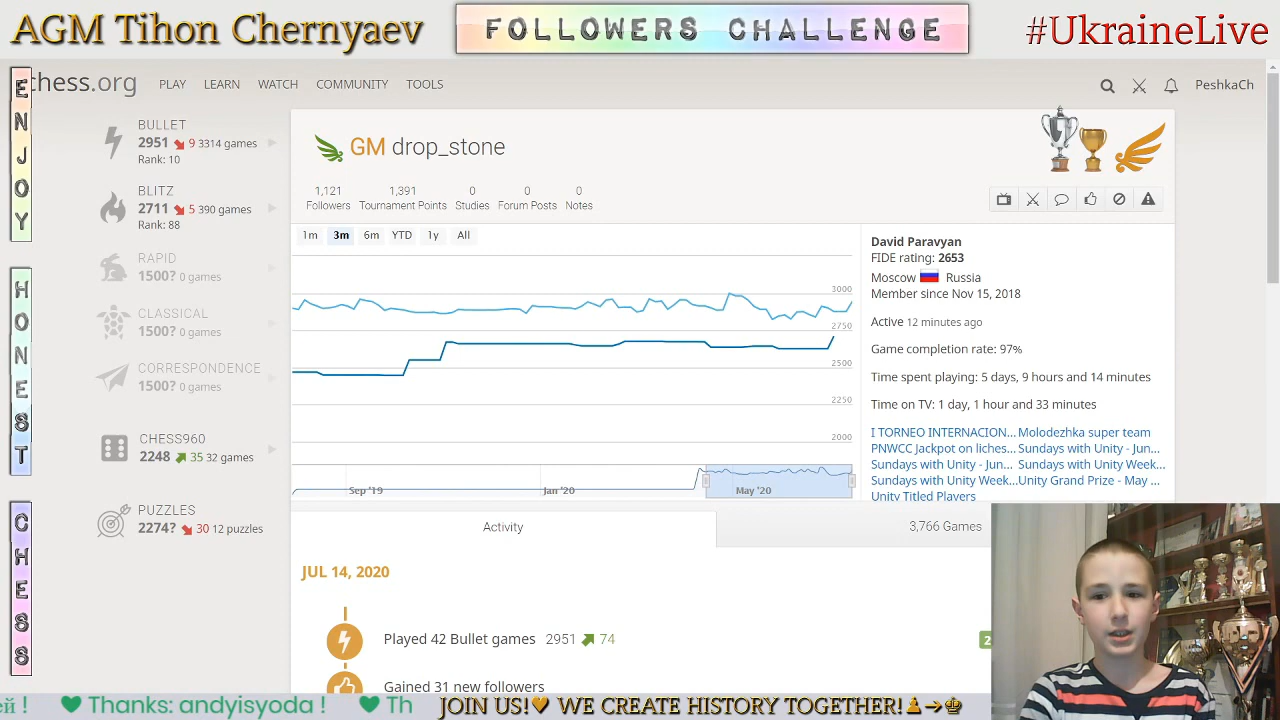 AGM Tihon Chernyaev
FOLLOWERS CHALLENGE
#UkraineLive
ENJOY
HONEST
CHESS
chess.org
PLAY LEARN WATCH COMMUNITY TOOLS
PeshkaCh
BULLET
2951 9 3314 games
Rank: 10
BLITZ
2711 5 390 games
Rank: 88
RAPID
1500? 0 games
CLASSICAL
1500? 0 games
CORRESPONDENCE
1500? 0 games
CHESS960
2248 35 32 games
PUZZLES
2274? 30 12 puzzles
GM drop_stone
1,121 1,391 0 0 0
Followers Tournament Points Studies Forum Posts Notes
1m 3m 6m YTD 1y All
3000
2750
2500
2250
2000
Sep '19 Jan '20 May '20
David Paravyan
FIDE rating: 2653
Moscow Russia
Member since Nov 15, 2018
Active 12 minutes ago
Game completion rate: 97%
Time spent playing: 5 days, 9 hours and 14 minutes
Time on TV: 1 day, 1 hour and 33 minutes
I TORNEO INTERNACION... Molodezhka super team
PNWCC Jackpot on liches... Sundays with Unity - Jun...
Sundays with Unity - Jun... Sundays with Unity Week...
Sundays with Unity Week... Unity Grand Prize - May ...
Unity Titled Players
Activity 3,766 Games
JUL 14, 2020
Played 42 Bullet games 2951 74
2
Gained 31 new followers
ей ! Thanks: andyisyoda ! Th
JOIN US! WE CREATE HISTORY TOGETHER!